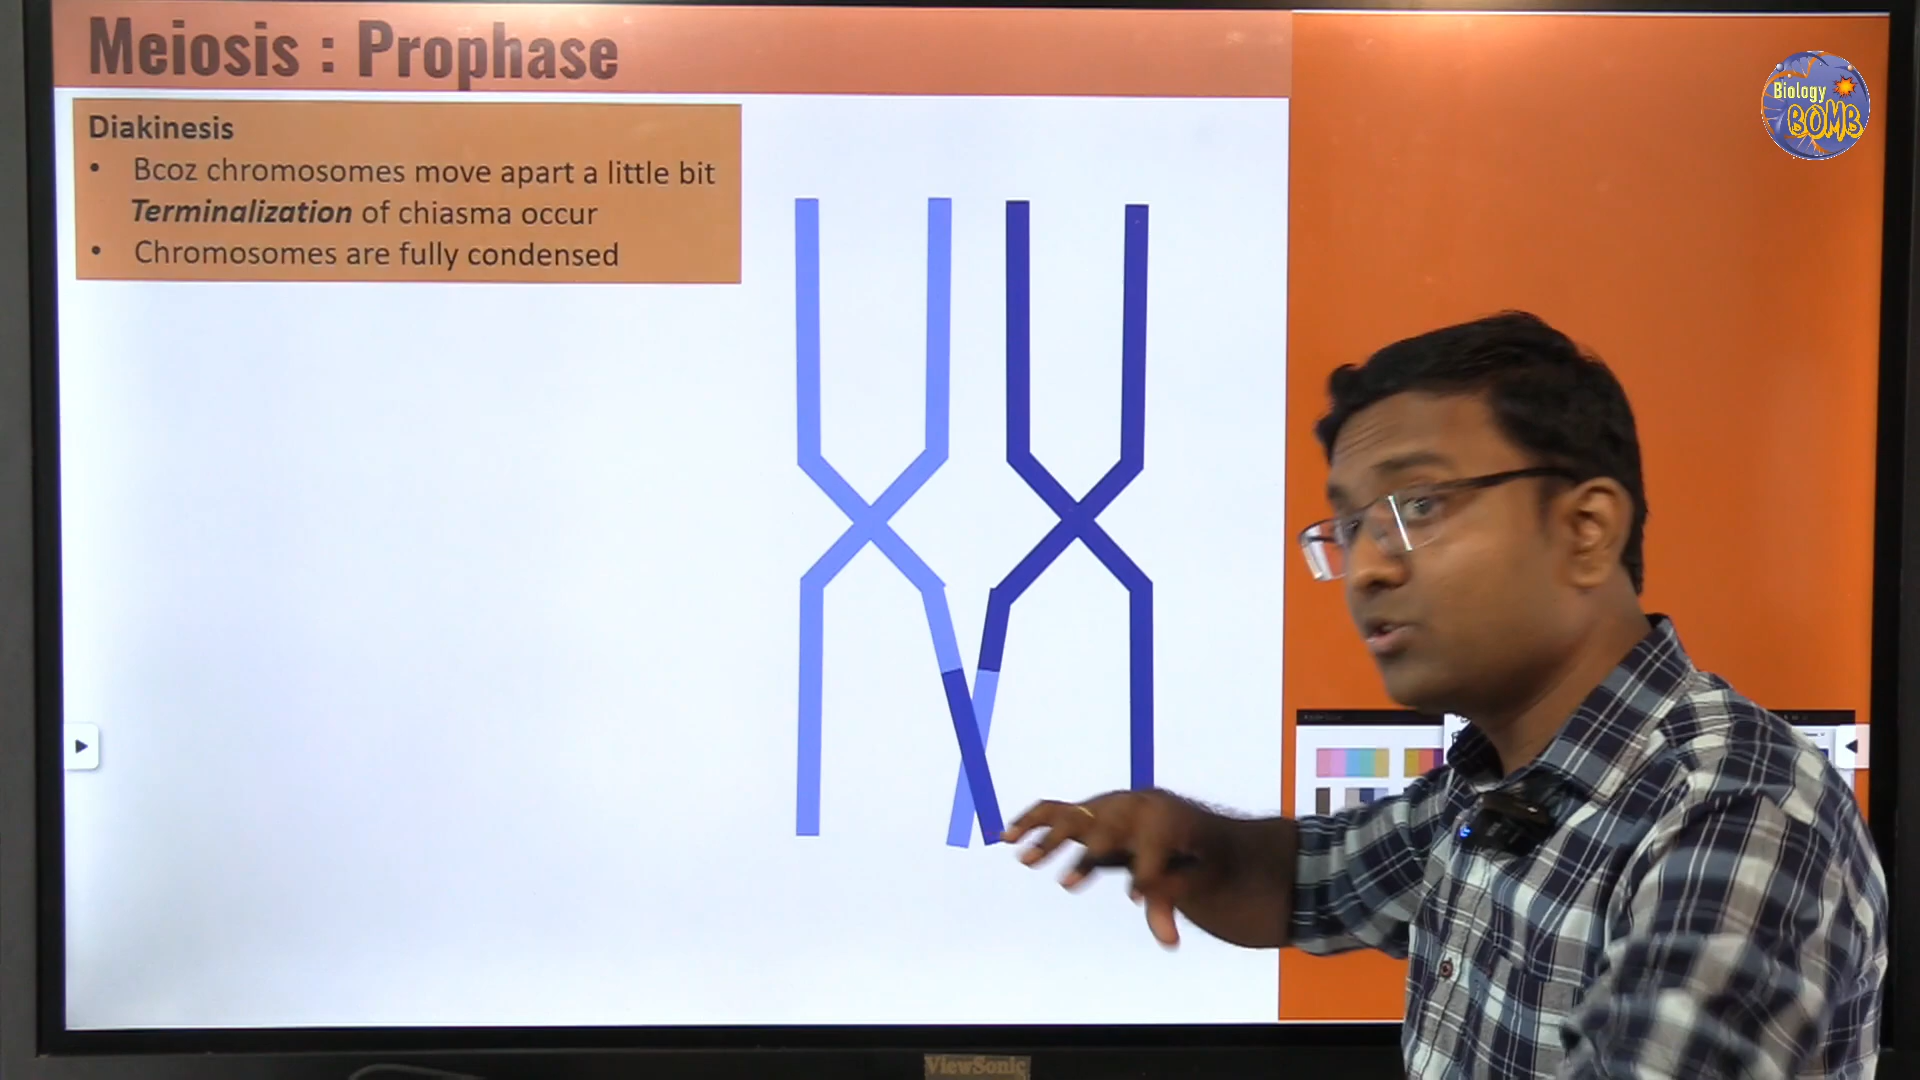 Meiosis : Prophase
Biology
BOMB
Diakinesis
• Bcoz chromosomes move apart a little bit
Terminalization of chiasma occur
• Chromosomes are fully condensed
ViewSonic